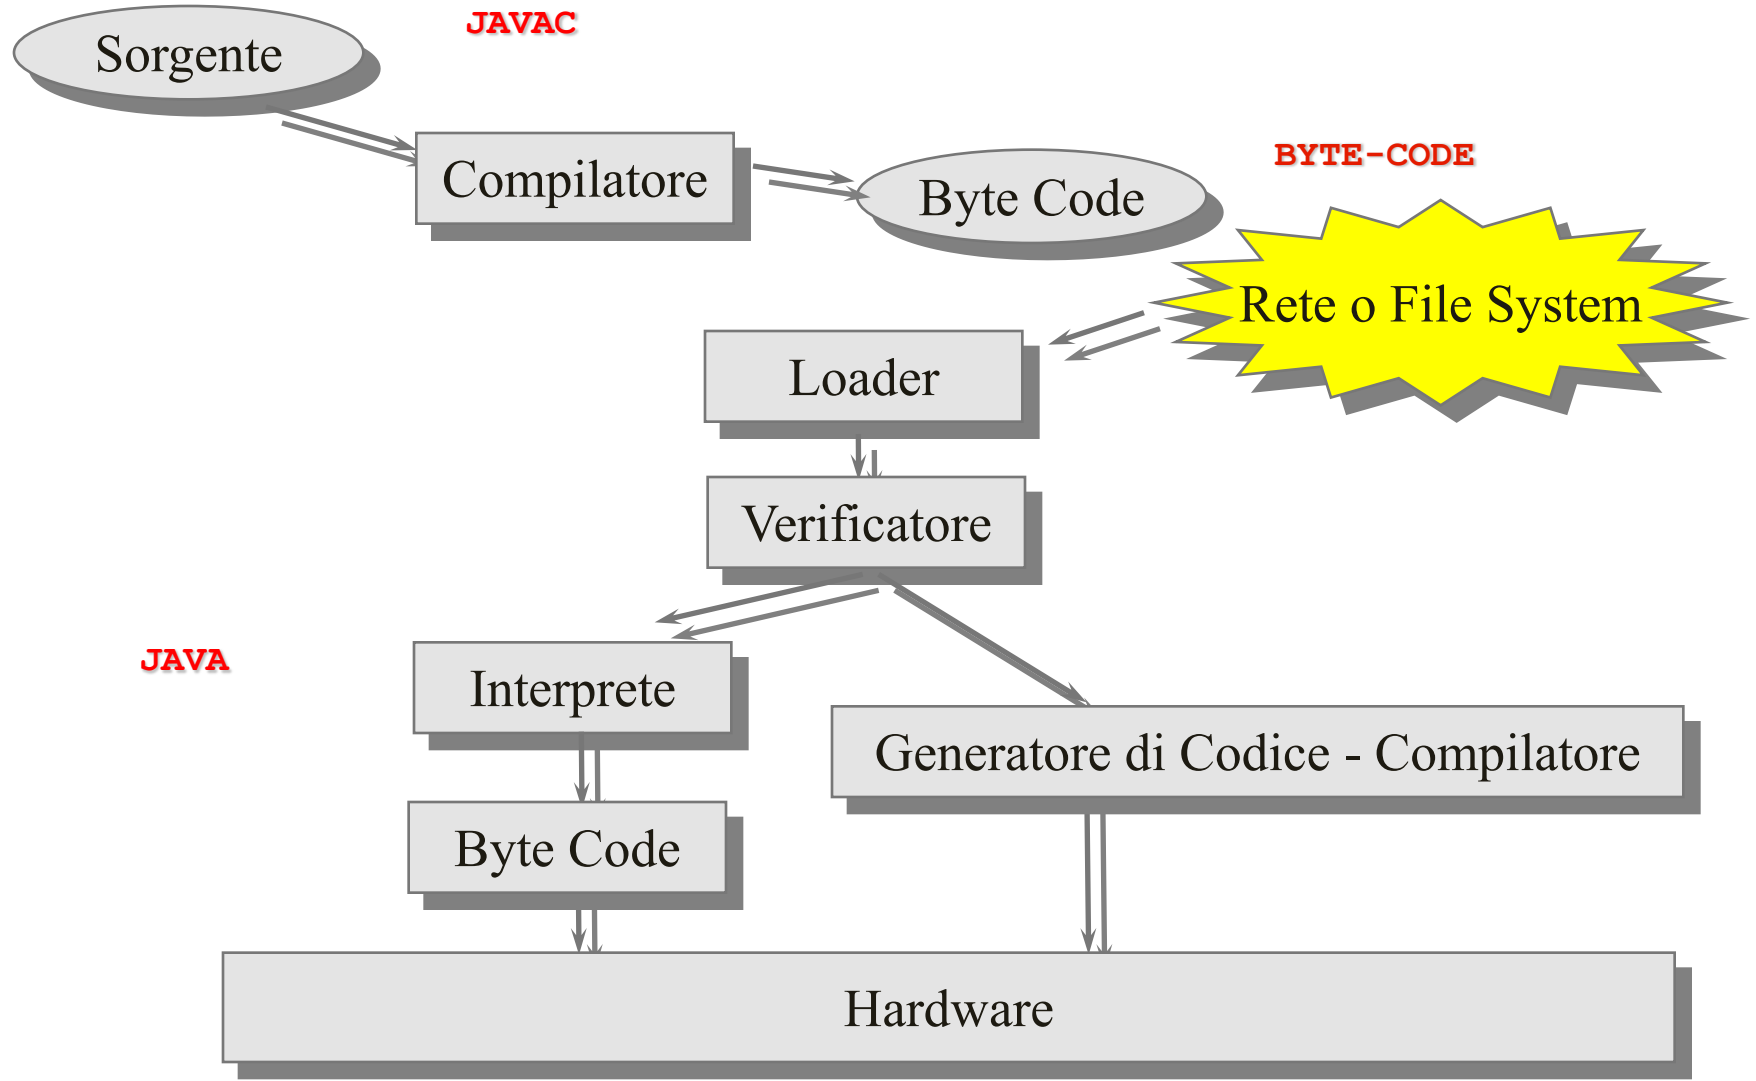 JAVAC
Sorgente
Compilatore
BYTE-CODE
Byte Code
Rete o File System
Loader
Verificatore
JAVA
Interprete
Generatore di Codice - Compilatore
Byte Code
Hardware